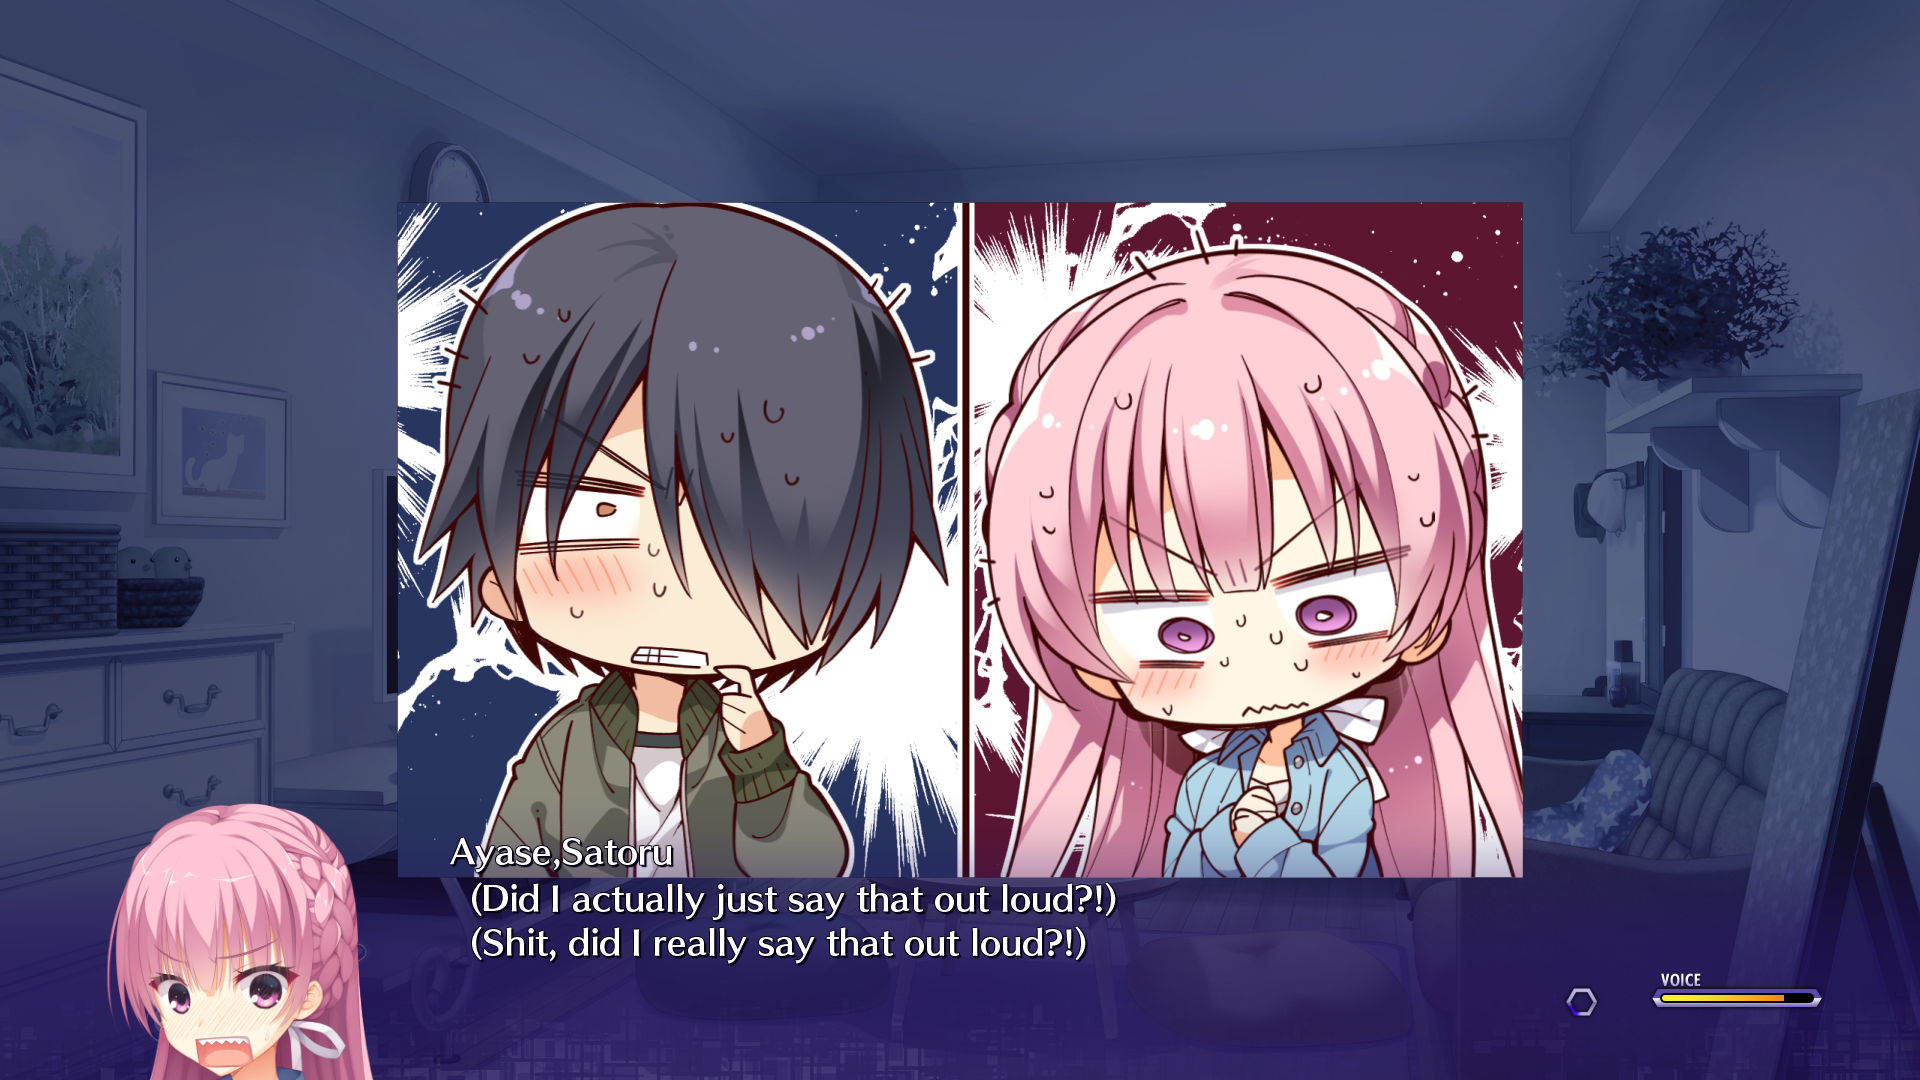 Ayase,Satoru
(Did I actually just say that out loud?!)
(Shit, did I really say that out loud?!)
VOICE